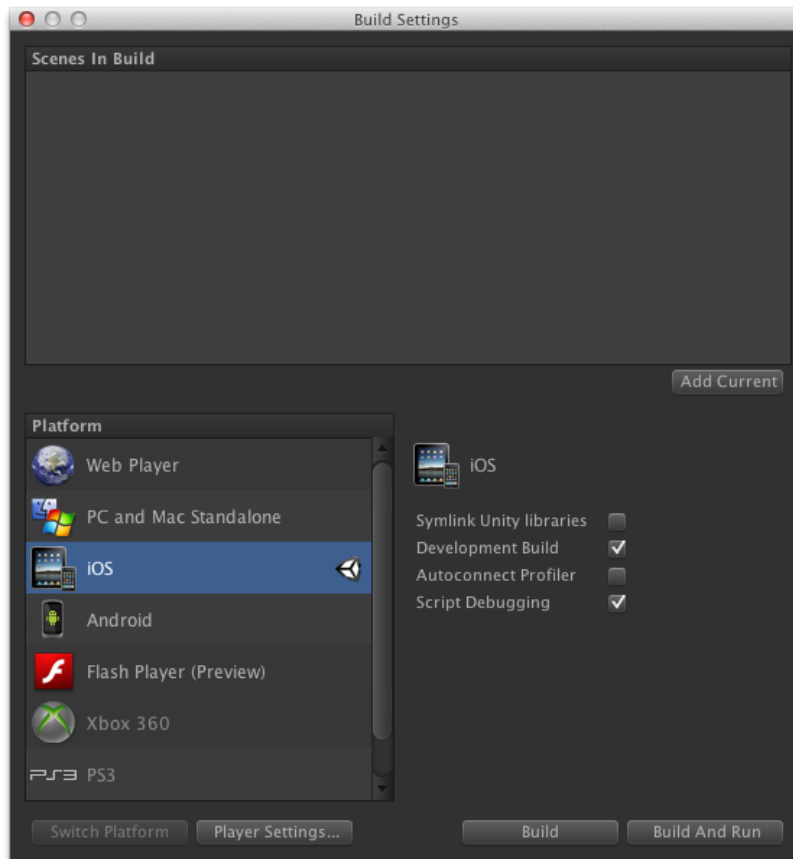 Build Settings
Scenes In Build
Add Current
Platform
Web Player
PC and Mac Standalone
iOS
Android
Flash Player (Preview)
Xbox 360
PS3 PS3
iOS
Symlink Unity libraries
Development Build
Autoconnect Profiler
Script Debugging
Switch Platform
Player Settings...
Build
Build And Run